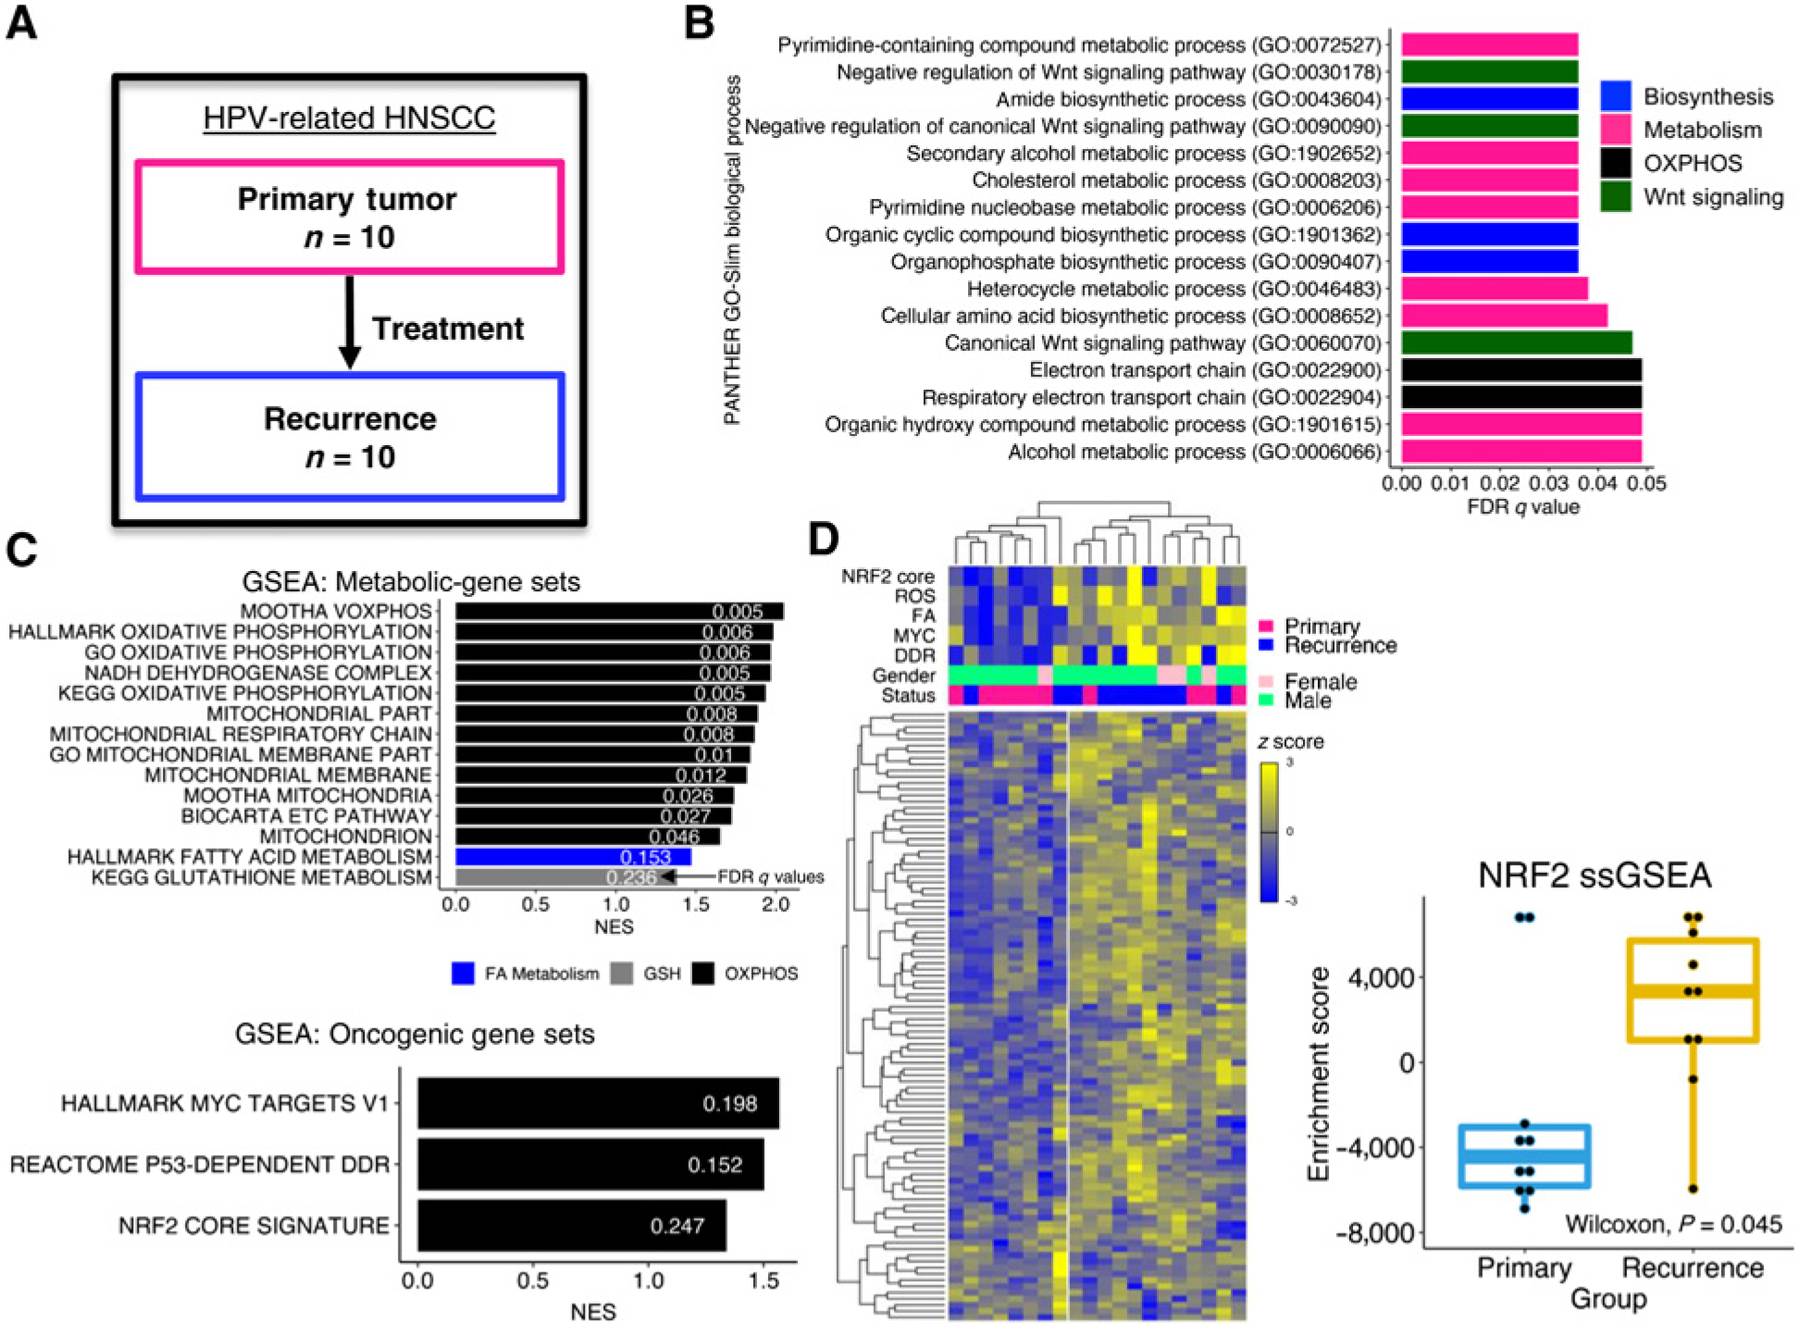 A
HPV-related HNSCC
Primary tumor
n = 10
Treatment
Recurrence
n = 10
B
PANTHER GO-Slim biological process
Pyrimidine-containing compound metabolic process (GO:0072527)
Negative regulation of Wnt signaling pathway (GO:0030178)
Amide biosynthetic process (GO:0043604)
Negative regulation of canonical Wnt signaling pathway (GO:0090090)
Secondary alcohol metabolic process (GO:1902652)
Cholesterol metabolic process (GO:0008203)
Pyrimidine nucleobase metabolic process (GO:0006206)
Organic cyclic compound biosynthetic process (GO:1901362)
Organophosphate biosynthetic process (GO:0090407)
Heterocycle metabolic process (GO:0046483)
Cellular amino acid biosynthetic process (GO:0008652)
Canonical Wnt signaling pathway (GO:0060070)
Electron transport chain (GO:0022900)
Respiratory electron transport chain (GO:0022904)
Organic hydroxy compound metabolic process (GO:1901615)
Alcohol metabolic process (GO:0006066)
0.00 0.01 0.02 0.03 0.04 0.05
FDR q value
Biosynthesis
Metabolism
OXPHOS
Wnt signaling
C
GSEA: Metabolic-gene sets
MOOTHA VOXPHOS 0.005
HALLMARK OXIDATIVE PHOSPHORYLATION 0.006
GO OXIDATIVE PHOSPHORYLATION 0.006
NADH DEHYDROGENASE COMPLEX 0.005
KEGG OXIDATIVE PHOSPHORYLATION 0.005
MITOCHONDRIAL PART 0.008
MITOCHONDRIAL RESPIRATORY CHAIN 0.008
GO MITOCHONDRIAL MEMBRANE PART 0.01
MITOCHONDRIAL MEMBRANE 0.012
MOOTHA MITOCHONDRIA 0.026
BIOCARTA ETC PATHWAY 0.027
MITOCHONDRION 0.046
HALLMARK FATTY ACID METABOLISM 0.153
KEGG GLUTATHIONE METABOLISM 0.236 FDR q values
0.0 0.5 1.0 1.5 2.0
NES
FA Metabolism GSH OXPHOS
GSEA: Oncogenic gene sets
HALLMARK MYC TARGETS V1 0.198
REACTOME P53-DEPENDENT DDR 0.152
NRF2 CORE SIGNATURE 0.247
0.0 0.5 1.0 1.5
NES
D
NRF2 core
ROS
FA
MYC
DDR
Gender
Status
Primary
Recurrence
Female
Male
z score
3
0
-3
NRF2 ssGSEA
Enrichment score
4,000
0
−4,000
−8,000
Wilcoxon, P = 0.045
Primary Recurrence
Group